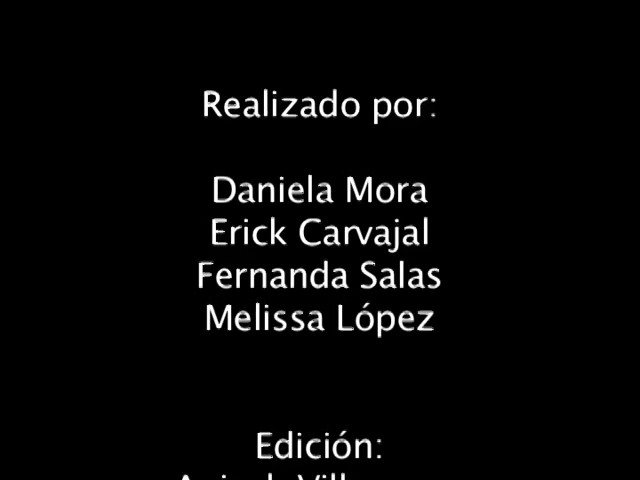 Realizado por:
Daniela Mora
Erick Carvajal
Fernanda Salas
Melissa López
Edición: